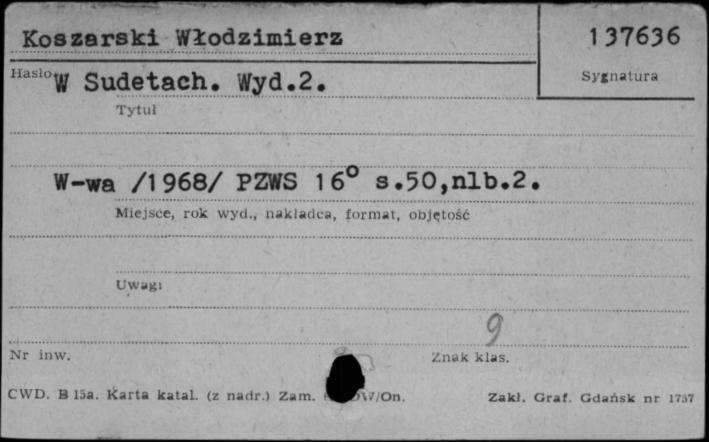 Koszarski Włodzimierz
137636
Hasło
Sygnatura
W Sudetach. Wyd.2.
Tytuł
W-wa /1968/ PZWS 16° s.50,nlb.2.
Miejsce, rok wyd., nakładca, format, objętość
Uwagi
9
Nr inw.
Znak klas.
CWD. B 15a. Karta katal. (z nadr.) Zam. W/On.
Zakł. Graf. Gdańsk nr 1757